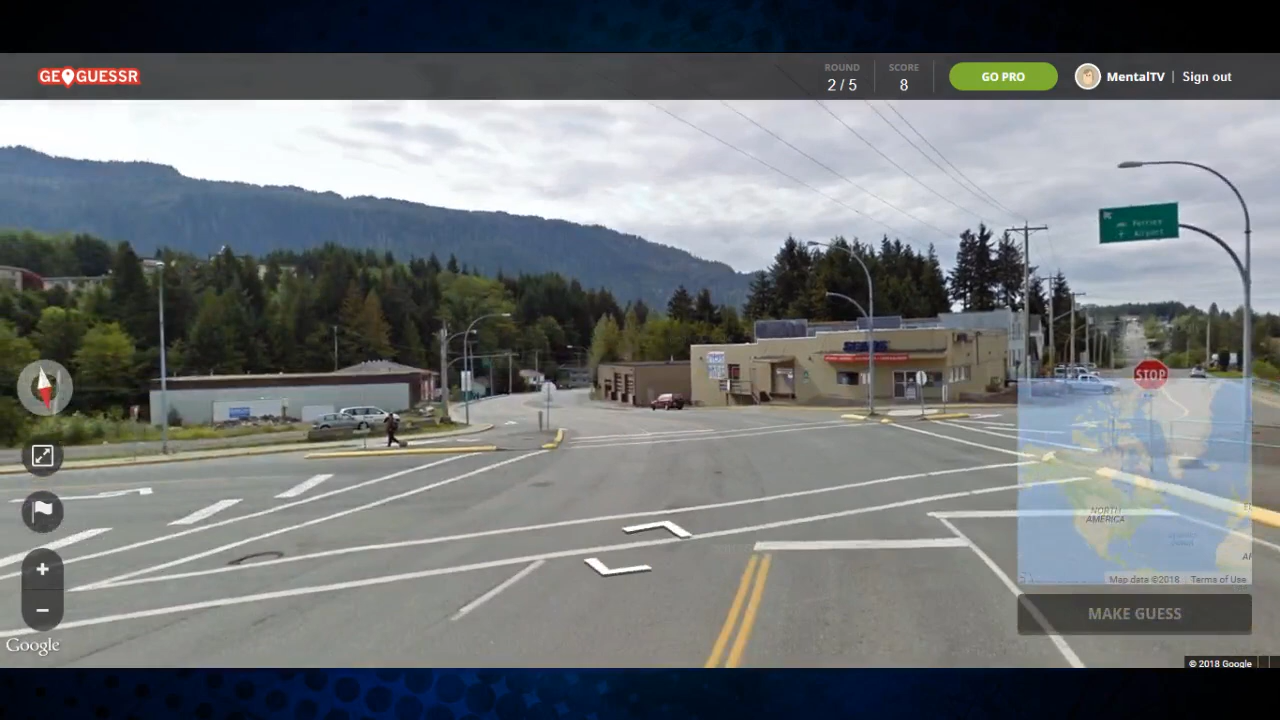 GEOGUESSR
ROUND
2 / 5
SCORE
8
GO PRO
MentalTV | Sign out
Ferries
Airport
SEARS
STOP
NORTH
AMERICA
Map data ©2018 Terms of Use
MAKE GUESS
Google
© 2018 Google